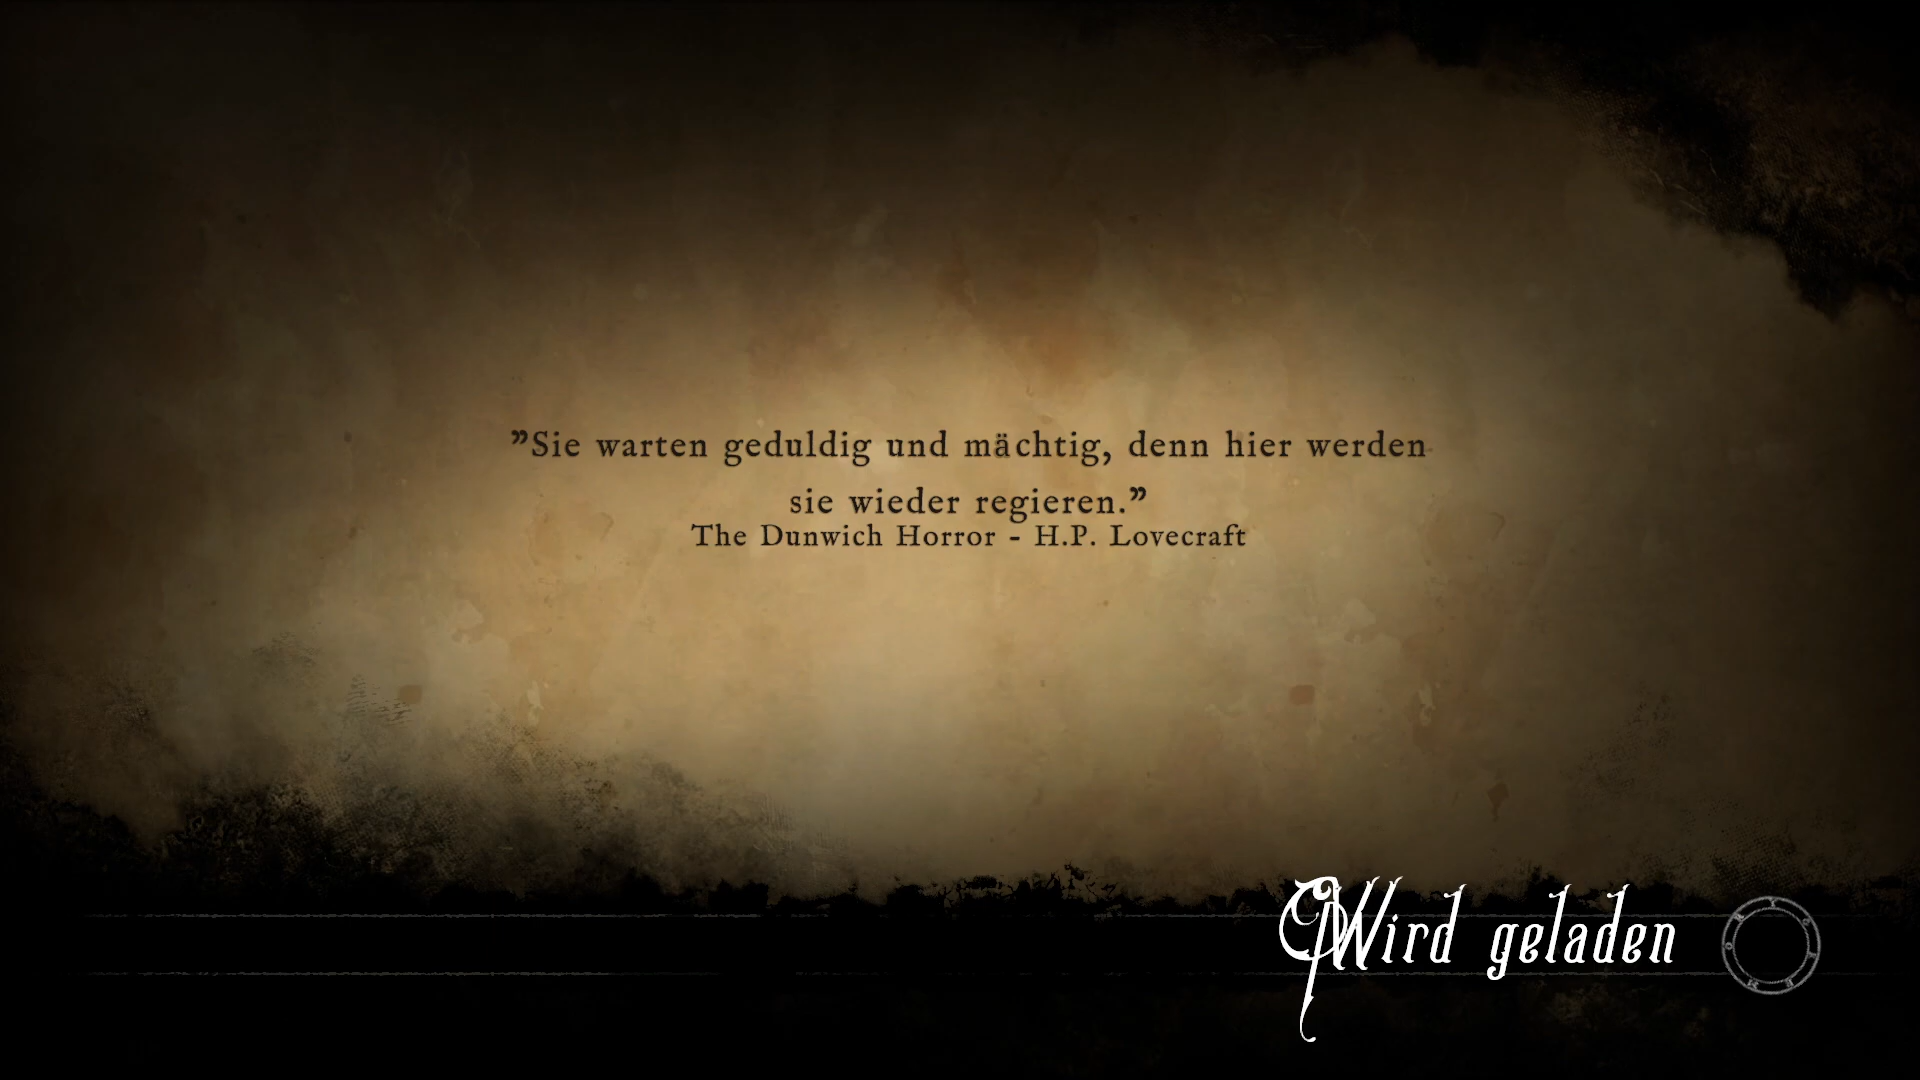 ”Sie warten geduldig und mächtig, denn hier werden
sie wieder regieren.”
The Dunwich Horror - H.P. Lovecraft
Wird geladen